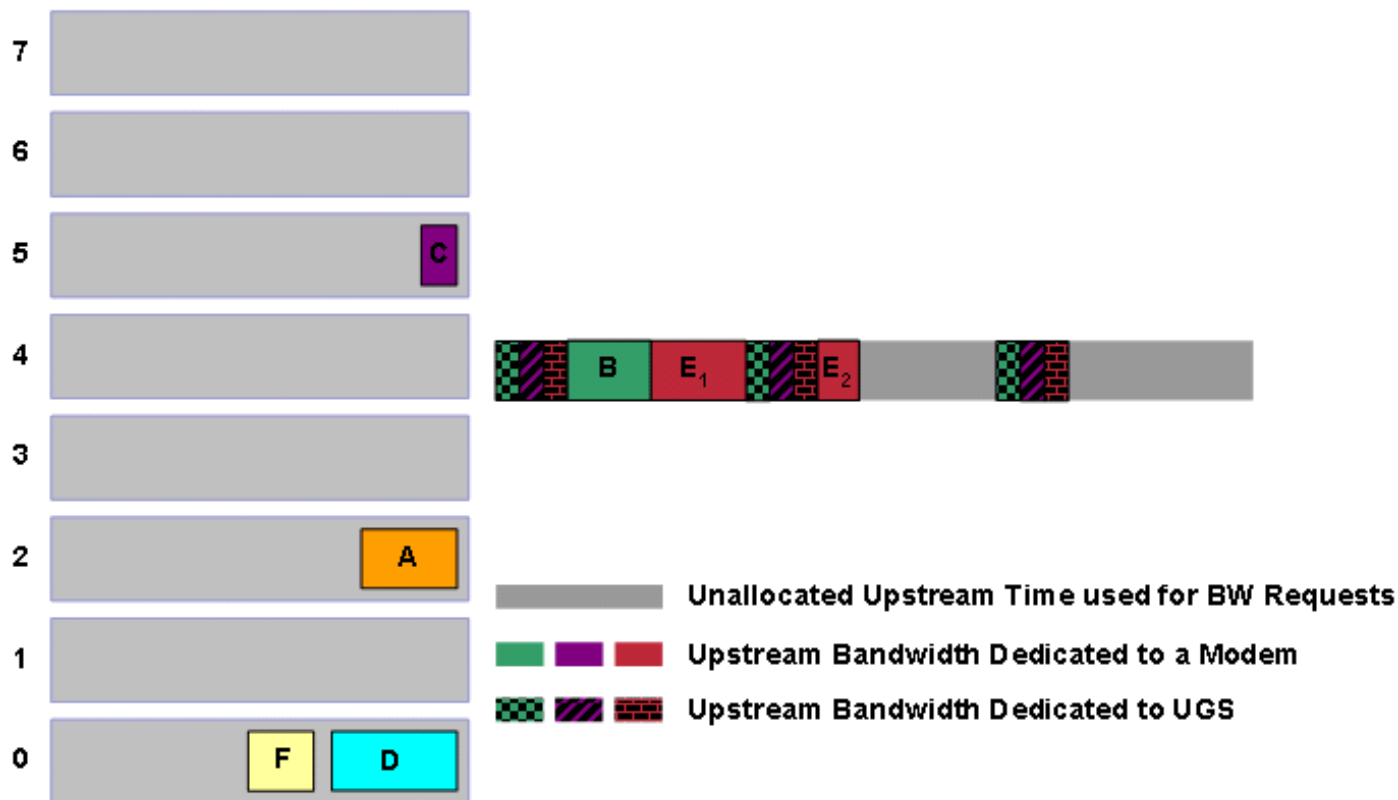 7
6
5 C
4 B E₁ E₂
3
2 A
Unallocated Upstream Time used for BW Requests
1 Upstream Bandwidth Dedicated to a Modem
Upstream Bandwidth Dedicated to UGS
0 F D